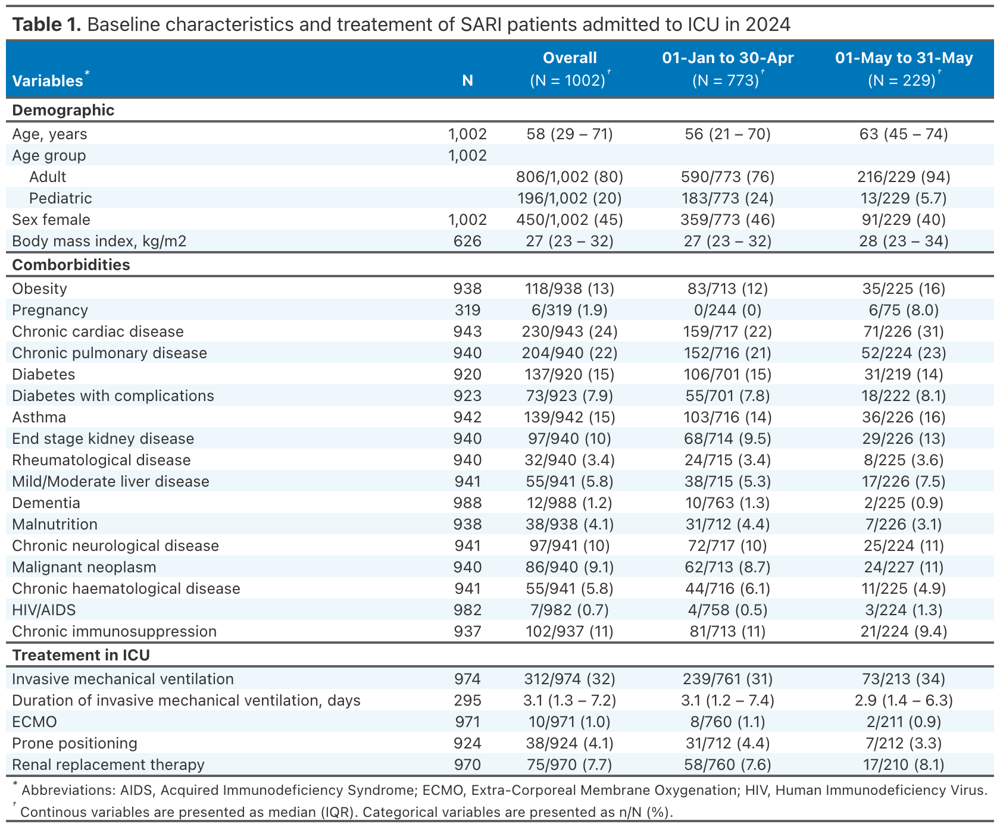 Table 1. Baseline characteristics and treatement of SARI patients admitted to ICU in 2024
Overall 01-Jan to 30-Apr 01-May to 31-May
Variables* N (N = 1002)† (N = 773)† (N = 229)†
Demographic
Age, years 1,002 58 (29 – 71) 56 (21 – 70) 63 (45 – 74)
Age group 1,002
Adult 806/1,002 (80) 590/773 (76) 216/229 (94)
Pediatric 196/1,002 (20) 183/773 (24) 13/229 (5.7)
Sex female 1,002 450/1,002 (45) 359/773 (46) 91/229 (40)
Body mass index, kg/m2 626 27 (23 – 32) 27 (23 – 32) 28 (23 – 34)
Comborbidities
Obesity 938 118/938 (13) 83/713 (12) 35/225 (16)
Pregnancy 319 6/319 (1.9) 0/244 (0) 6/75 (8.0)
Chronic cardiac disease 943 230/943 (24) 159/717 (22) 71/226 (31)
Chronic pulmonary disease 940 204/940 (22) 152/716 (21) 52/224 (23)
Diabetes 920 137/920 (15) 106/701 (15) 31/219 (14)
Diabetes with complications 923 73/923 (7.9) 55/701 (7.8) 18/222 (8.1)
Asthma 942 139/942 (15) 103/716 (14) 36/226 (16)
End stage kidney disease 940 97/940 (10) 68/714 (9.5) 29/226 (13)
Rheumatological disease 940 32/940 (3.4) 24/715 (3.4) 8/225 (3.6)
Mild/Moderate liver disease 941 55/941 (5.8) 38/715 (5.3) 17/226 (7.5)
Dementia 988 12/988 (1.2) 10/763 (1.3) 2/225 (0.9)
Malnutrition 938 38/938 (4.1) 31/712 (4.4) 7/226 (3.1)
Chronic neurological disease 941 97/941 (10) 72/717 (10) 25/224 (11)
Malignant neoplasm 940 86/940 (9.1) 62/713 (8.7) 24/227 (11)
Chronic haematological disease 941 55/941 (5.8) 44/716 (6.1) 11/225 (4.9)
HIV/AIDS 982 7/982 (0.7) 4/758 (0.5) 3/224 (1.3)
Chronic immunosuppression 937 102/937 (11) 81/713 (11) 21/224 (9.4)
Treatement in ICU
Invasive mechanical ventilation 974 312/974 (32) 239/761 (31) 73/213 (34)
Duration of invasive mechanical ventilation, days 295 3.1 (1.3 – 7.2) 3.1 (1.2 – 7.4) 2.9 (1.4 – 6.3)
ECMO 971 10/971 (1.0) 8/760 (1.1) 2/211 (0.9)
Prone positioning 924 38/924 (4.1) 31/712 (4.4) 7/212 (3.3)
Renal replacement therapy 970 75/970 (7.7) 58/760 (7.6) 17/210 (8.1)
* Abbreviations: AIDS, Acquired Immunodeficiency Syndrome; ECMO, Extra-Corporeal Membrane Oxygenation; HIV, Human Immunodeficiency Virus.
† Continous variables are presented as median (IQR). Categorical variables are presented as n/N (%).